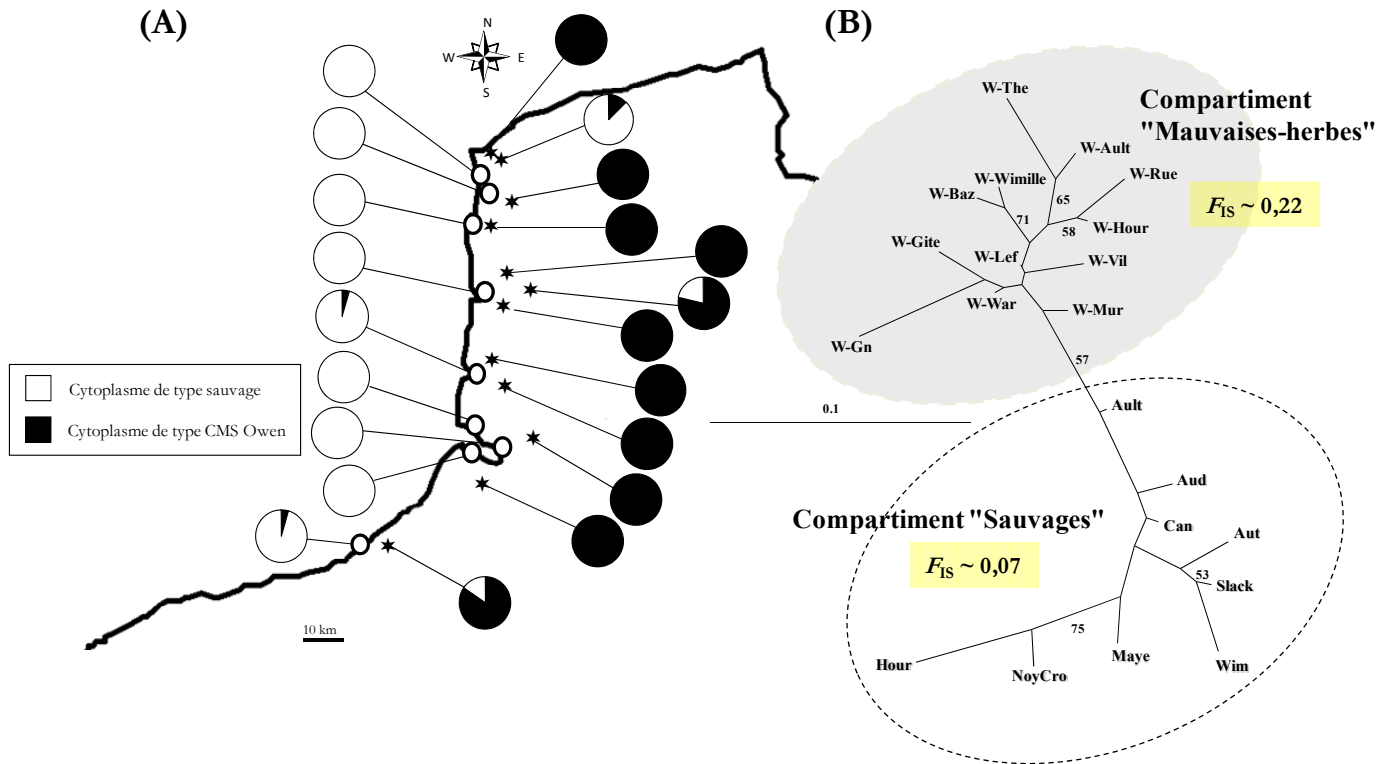 (A)
N
W E
S
Cytoplasme de type sauvage
Cytoplasme de type CMS Owen
10 km
(B)
Compartiment
"Mauvaises-herbes"
FIS ~ 0,22
W-The
W-Ault
W-Rue
W-Wimille
W-Baz
65
71
58
W-Hour
W-Gite
W-Lef
W-Vil
W-War
W-Mur
W-Gn
57
0.1
Ault
Compartiment "Sauvages"
FIS ~ 0,07
Aud
Can
Aut
53
Slack
75
Hour
NoyCro
Maye
Wim